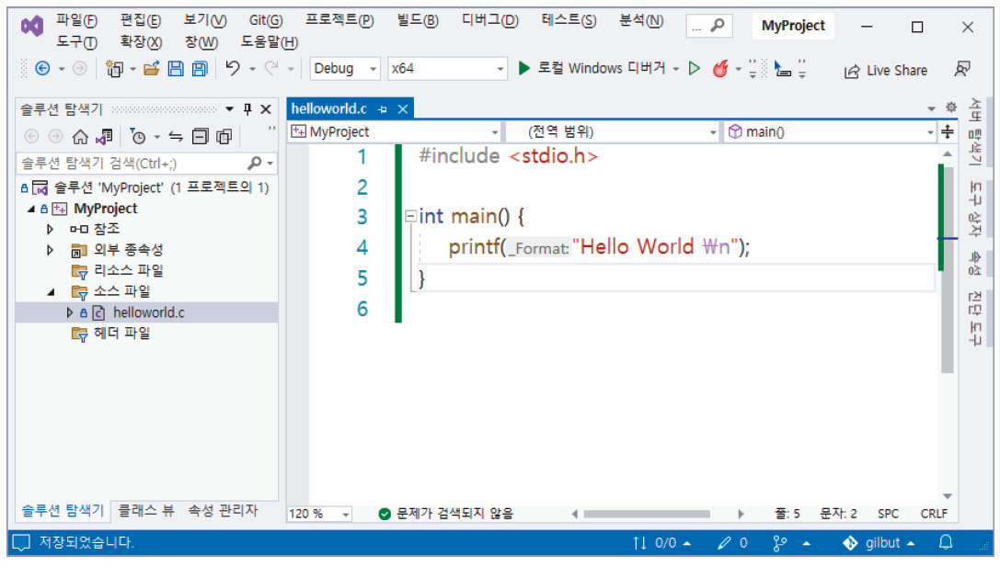 파일(F) 편집(E) 보기(V) Git(G) 프로젝트(P) 빌드(B) 디버그(D) 테스트(S) 분석(N) ... MyProject
도구(T) 확장(X) 창(W) 도움말(H)
Debug x64 로컬 Windows 디버거 Live Share
솔루션 탐색기
솔루션 탐색기 검색(Ctrl+;)
솔루션 'MyProject' (1 프로젝트의 1)
MyProject
참조
외부 종속성
리소스 파일
소스 파일
helloworld.c
헤더 파일
솔루션 탐색기 클래스 뷰 속성 관리자
helloworld.c
MyProject (전역 범위) main()
1 #include <stdio.h>
2
3 int main() {
4 printf(_Format:"Hello World ₩n");
5 }
6
120 % 문제가 검색되지 않음 줄: 5 문자: 2 SPC CRLF
서버 탐색기
도구 상자
속성
진단 도구
저장되었습니다. 0/0 0 gilbut